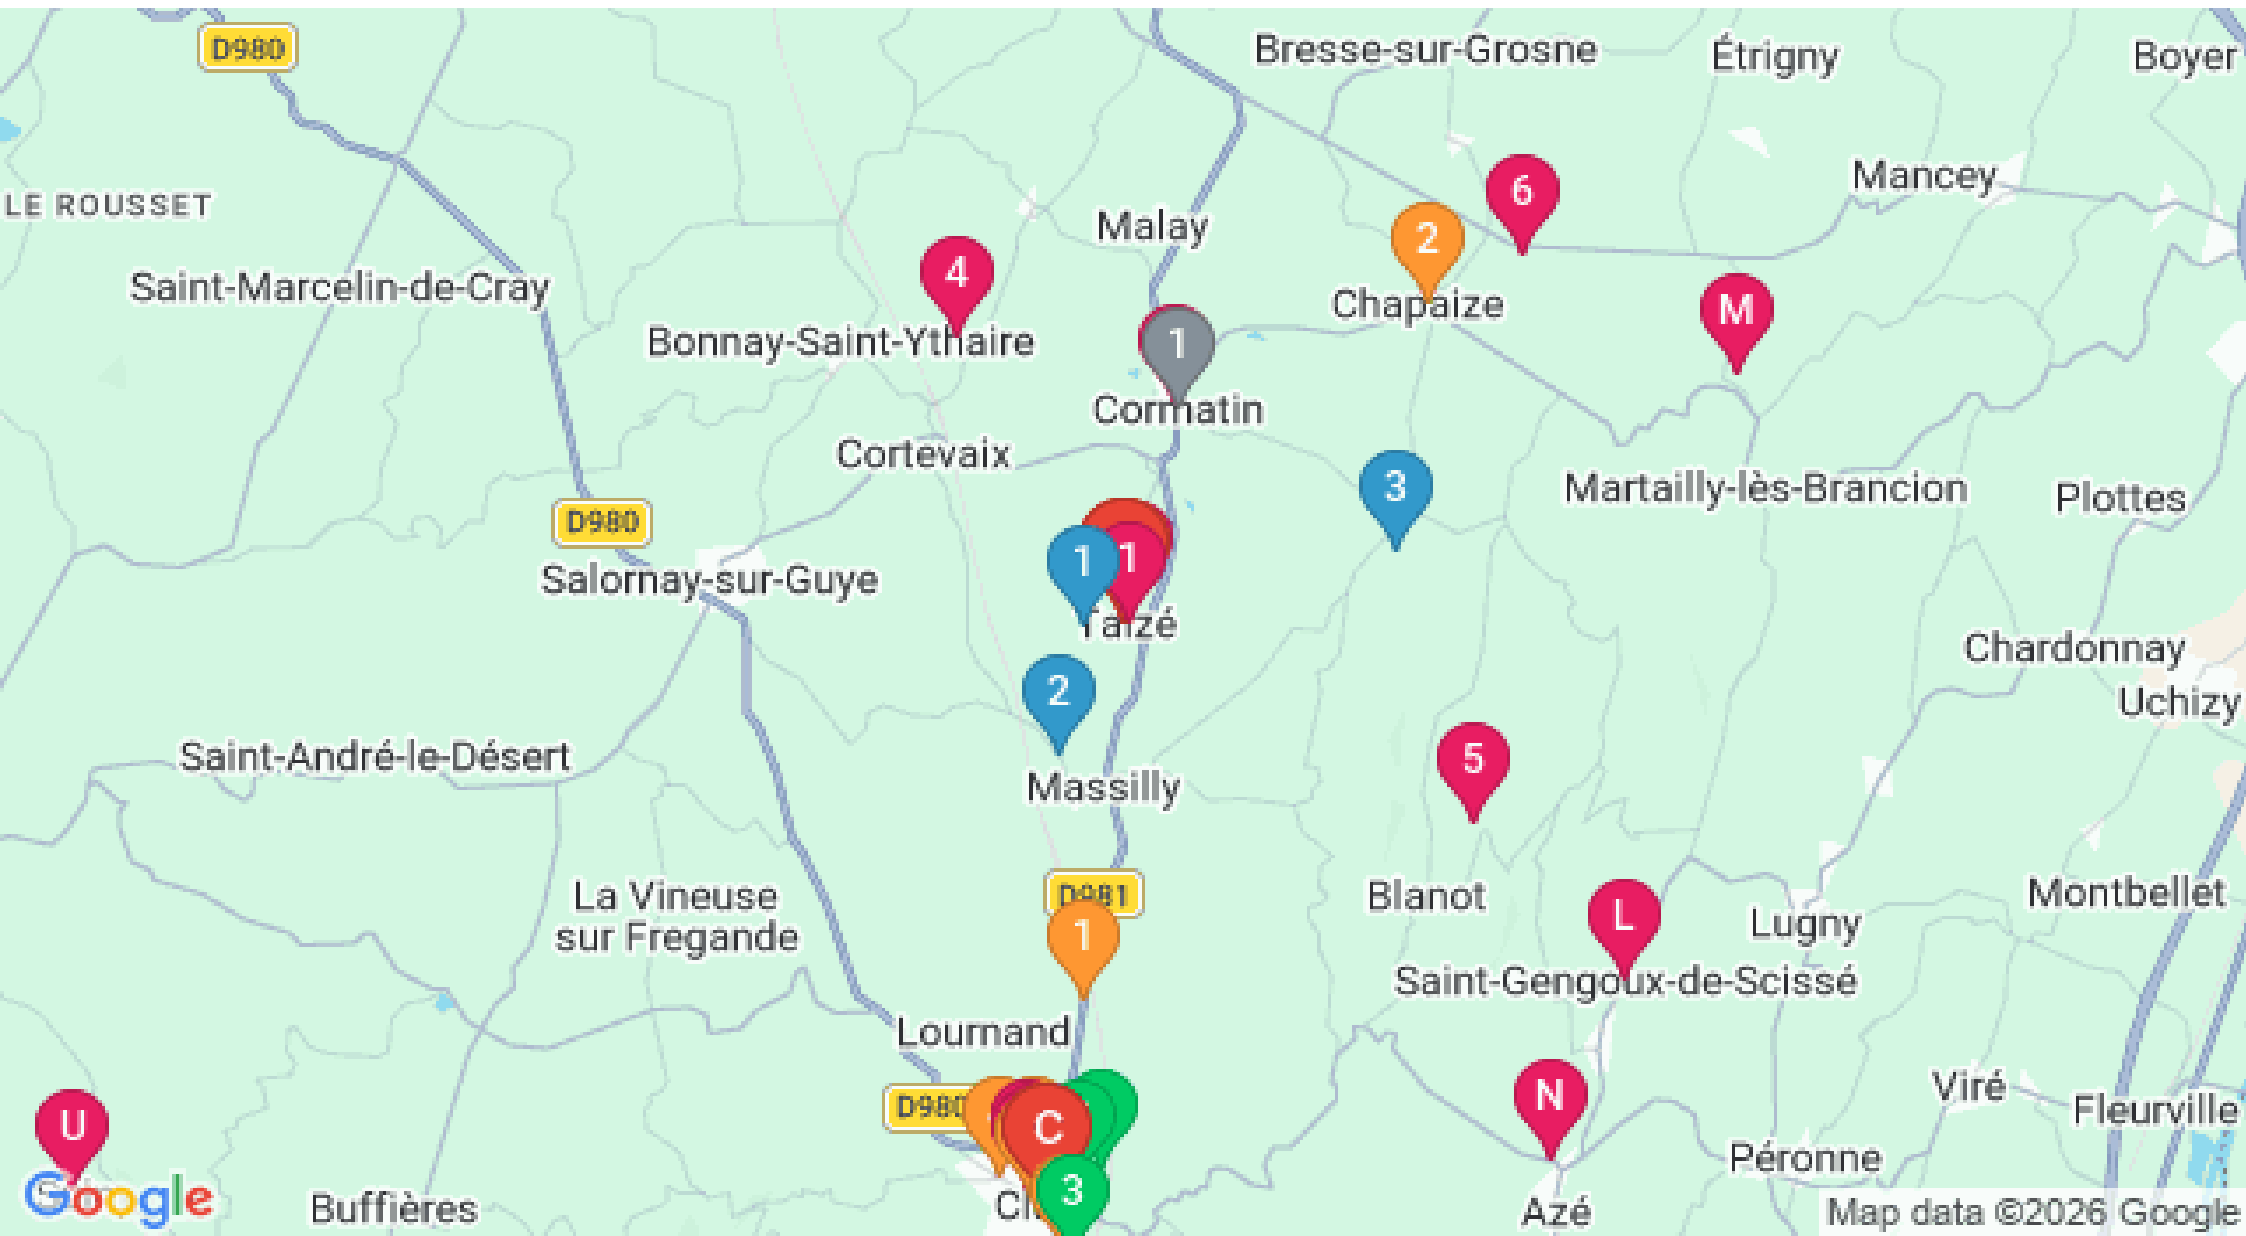 D980
Bresse-sur-Grosne
Étrigny
Boyer
Mancey
LE ROUSSET
6
Malay
2
4
Saint-Marcelin-de-Cray
Chapaize
M
Bonnay-Saint-Ythaire
1
Cormatin
Cortevaix
3
Martailly-lès-Brancion
Plottes
D980
1
1
Taizé
Salornay-sur-Guye
Chardonnay
2
Uchizy
Saint-André-le-Désert
5
Massilly
D981
La Vineuse
sur Fregande
Blanot
L
Lugny
Montbellet
1
Saint-Gengoux-de-Scissé
Lournand
Viré
N
D980
Fleurville
U
C
Péronne
3
Google
Buffières
Azé
Map data ©2026 Google